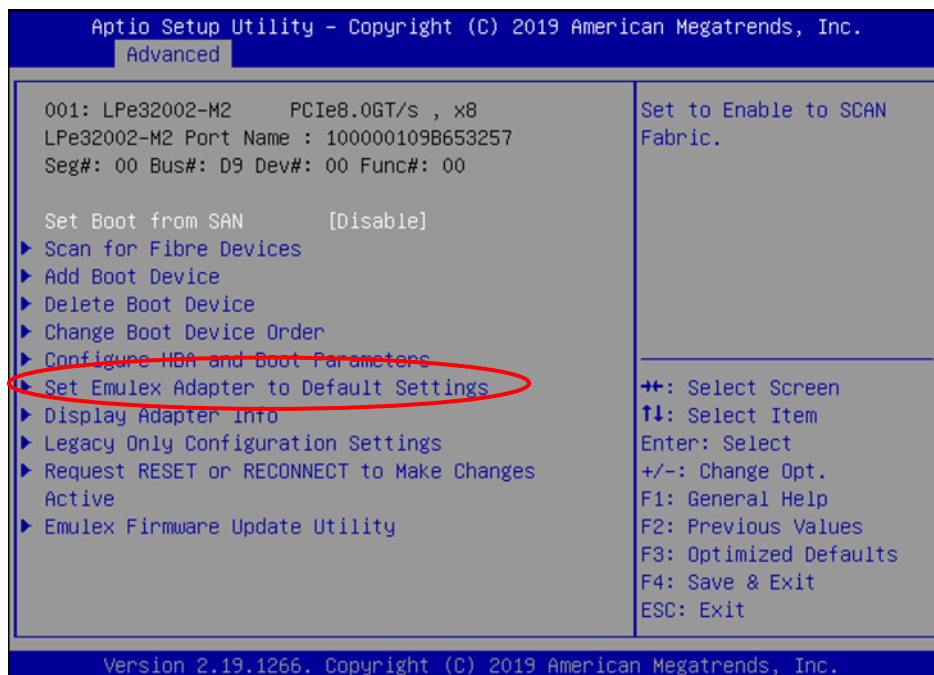 Aptio Setup Utility – Copyright (C) 2019 American Megatrends, Inc.
Advanced
001: LPe32002-M2 PCIe8.0GT/s , x8
LPe32002-M2 Port Name : 100000109B653257
Seg#: 00 Bus#: D9 Dev#: 00 Func#: 00
Set Boot from SAN [Disable]
Scan for Fibre Devices
Add Boot Device
Delete Boot Device
Change Boot Device Order
Configure HBA and Boot Parameters
Set Emulex Adapter to Default Settings
Display Adapter Info
Legacy Only Configuration Settings
Request RESET or RECONNECT to Make Changes
Active
Emulex Firmware Update Utility
Set to Enable to SCAN
Fabric.
→←: Select Screen
↑↓: Select Item
Enter: Select
+/-: Change Opt.
F1: General Help
F2: Previous Values
F3: Optimized Defaults
F4: Save & Exit
ESC: Exit
Version 2.19.1266. Copyright (C) 2019 American Megatrends, Inc.